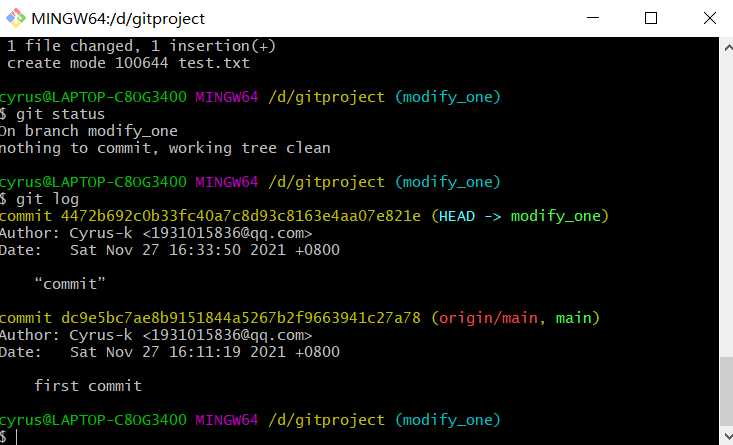 MINGW64:/d/gitproject
1 file changed, 1 insertion(+)
create mode 100644 test.txt
cyrus@LAPTOP-C8OG3400 MINGW64 /d/gitproject (modify_one)
$ git status
On branch modify_one
nothing to commit, working tree clean
cyrus@LAPTOP-C8OG3400 MINGW64 /d/gitproject (modify_one)
$ git log
commit 4472b692c0b33fc40a7c8d93c8163e4aa07e821e (HEAD -> modify_one)
Author: Cyrus-k <1931015836@qq.com>
Date:   Sat Nov 27 16:33:50 2021 +0800
“commit”
commit dc9e5bc7ae8b9151844a5267b2f9663941c27a78 (origin/main, main)
Author: Cyrus-k <1931015836@qq.com>
Date:   Sat Nov 27 16:11:19 2021 +0800
first commit
cyrus@LAPTOP-C8OG3400 MINGW64 /d/gitproject (modify_one)
$